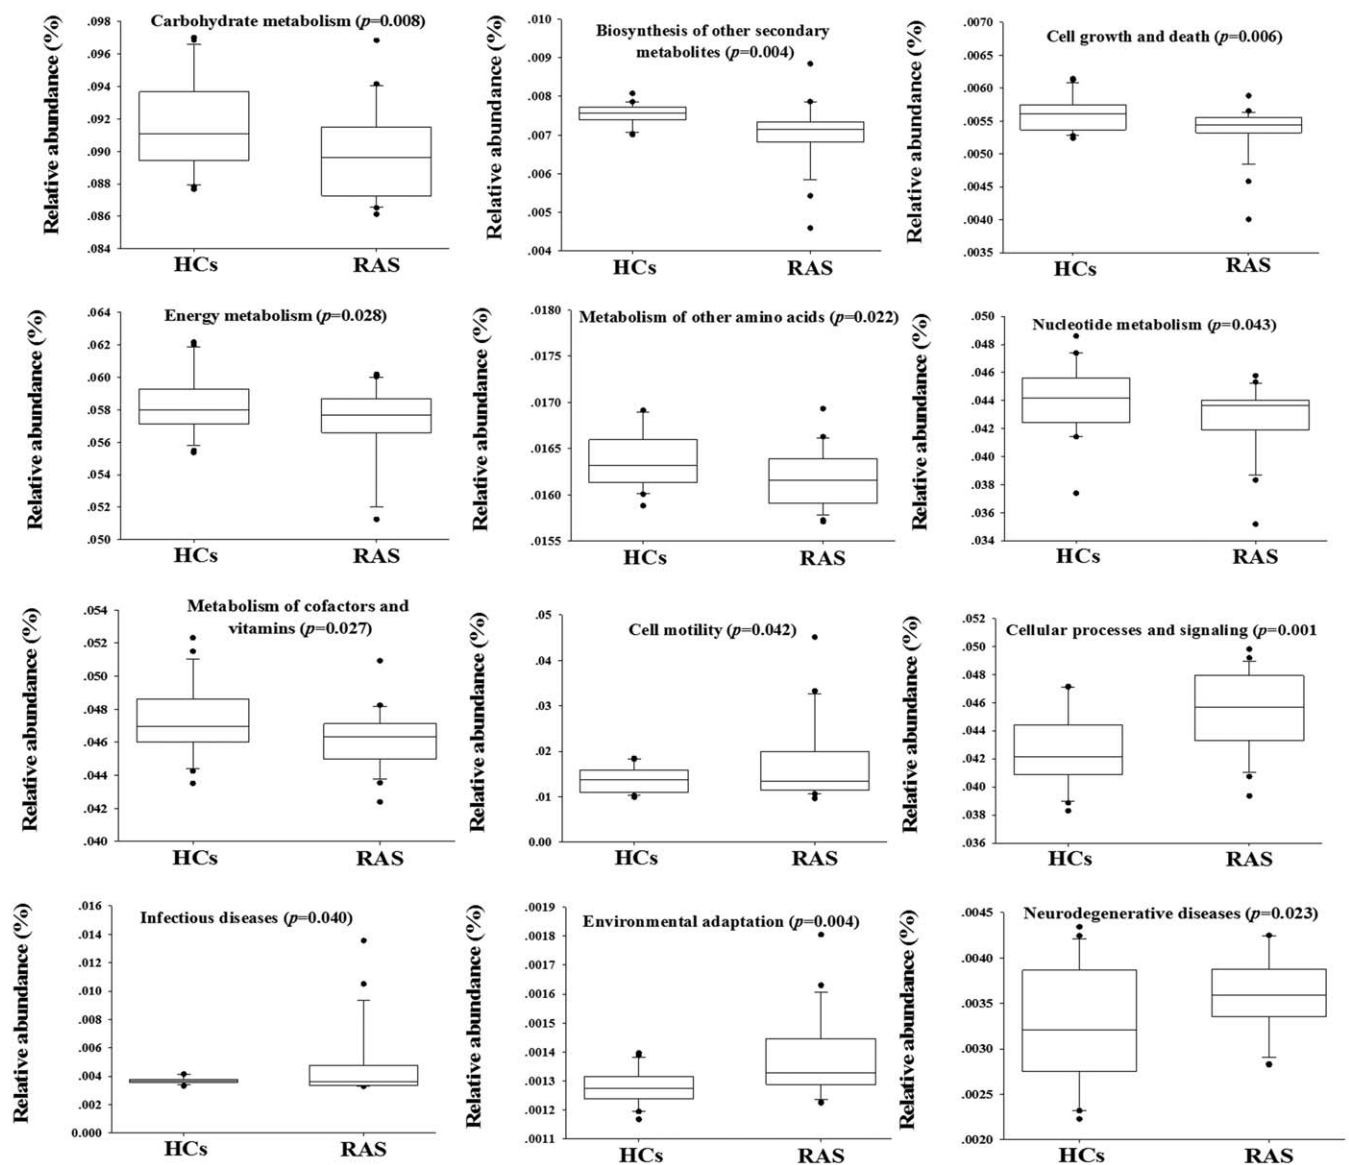 Carbohydrate metabolism (p=0.008)
Relative abundance (%)
.098
.096
.094
.092
.090
.088
.086
.084
HCs
RAS
Biosynthesis of other secondary
metabolites (p=0.004)
Relative abundance (%)
.010
.009
.008
.007
.006
.005
.004
HCs
RAS
Cell growth and death (p=0.006)
Relative abundance (%)
.0070
.0065
.0060
.0055
.0050
.0045
.0040
.0035
HCs
RAS
Energy metabolism (p=0.028)
Relative abundance (%)
.064
.062
.060
.058
.056
.054
.052
.050
HCs
RAS
Metabolism of other amino acids (p=0.022)
Relative abundance (%)
.0180
.0175
.0170
.0165
.0160
.0155
HCs
RAS
Nucleotide metabolism (p=0.043)
Relative abundance (%)
.050
.048
.046
.044
.042
.040
.038
.036
.034
HCs
RAS
Metabolism of cofactors and
vitamins (p=0.027)
Relative abundance (%)
.054
.052
.050
.048
.046
.044
.042
.040
HCs
RAS
Cell motility (p=0.042)
Relative abundance (%)
.05
.04
.03
.02
.01
0.00
HCs
RAS
Cellular processes and signaling (p=0.001
Relative abundance (%)
.052
.050
.048
.046
.044
.042
.040
.038
.036
HCs
RAS
Infectious diseases (p=0.040)
Relative abundance (%)
.016
.014
.012
.010
.008
.006
.004
.002
0.000
HCs
RAS
Environmental adaptation (p=0.004)
Relative abundance (%)
.0019
.0018
.0017
.0016
.0015
.0014
.0013
.0012
.0011
HCs
RAS
Neurodegenerative diseases (p=0.023)
Relative abundance (%)
.0045
.0040
.0035
.0030
.0025
.0020
HCs
RAS